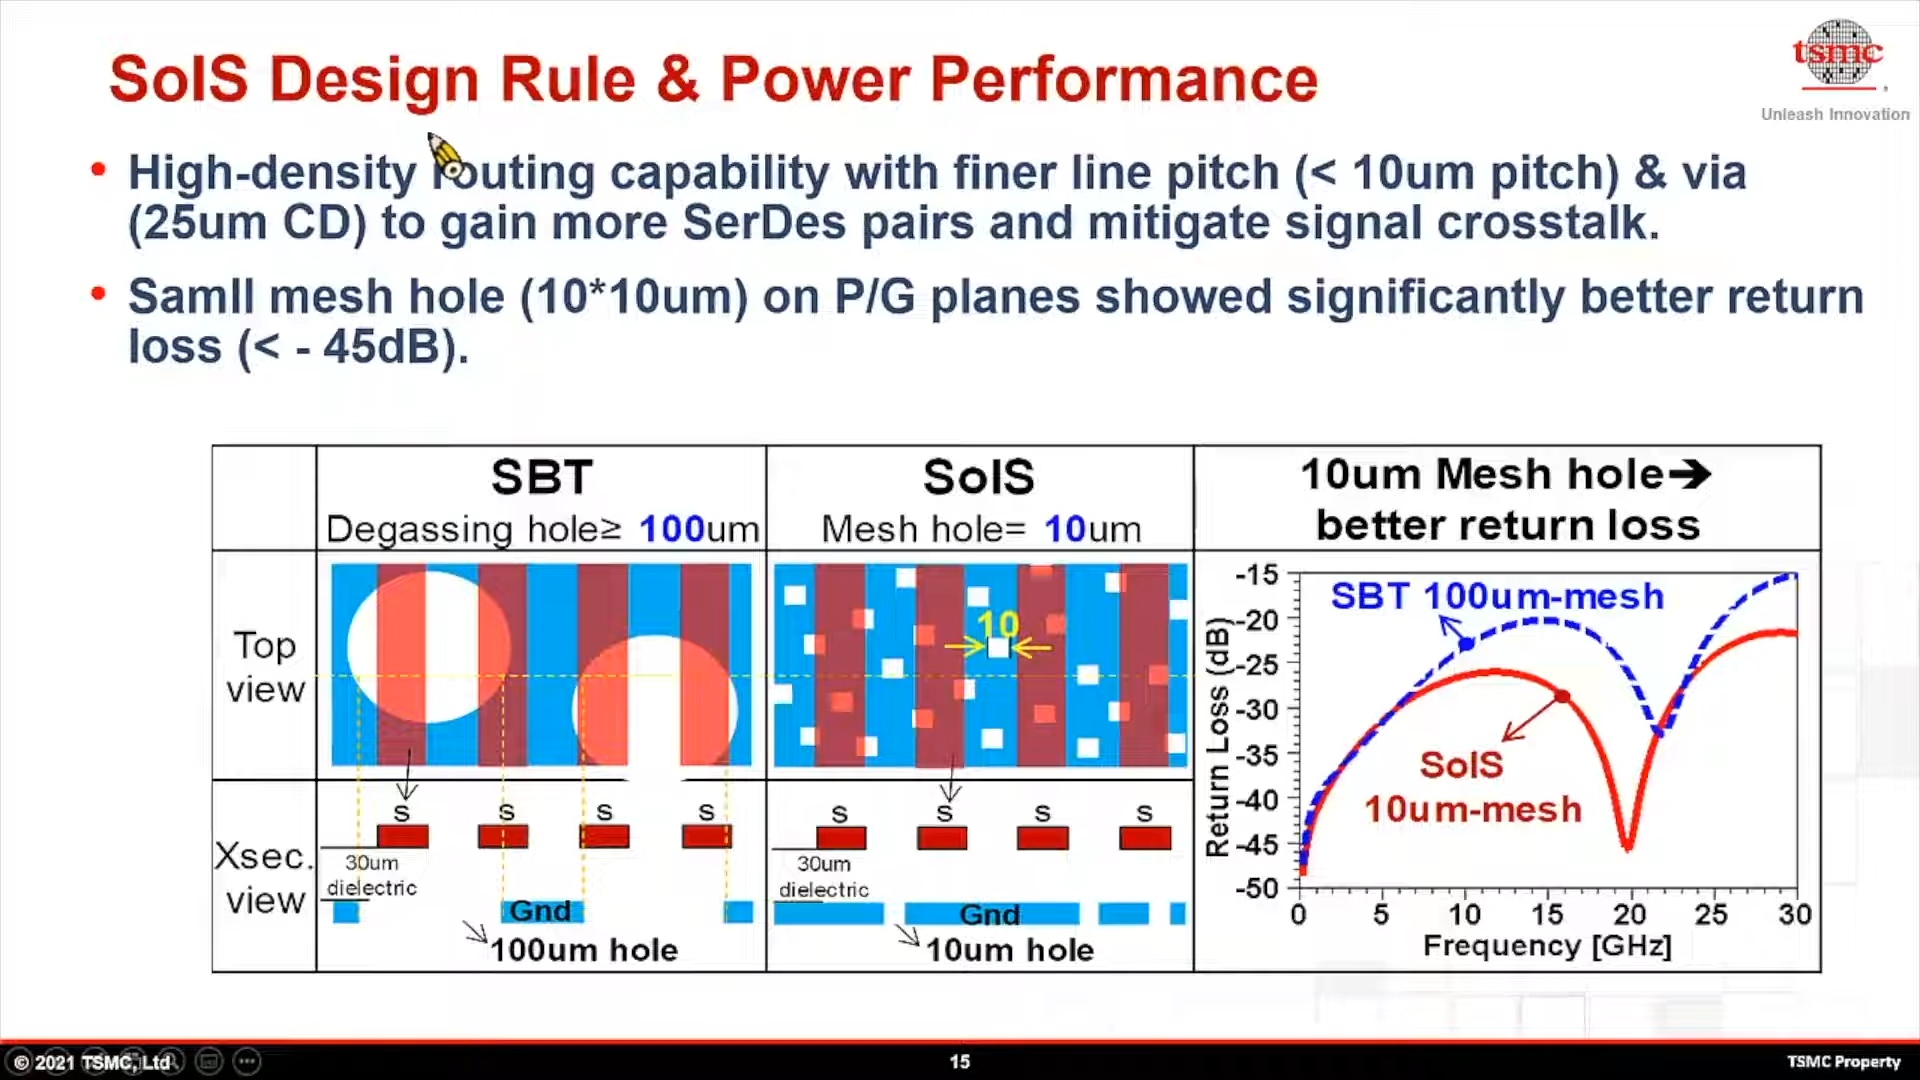 SoIS Design Rule & Power Performance
tsmc
Unleash Innovation
• High-density routing capability with finer line pitch (< 10um pitch) & via
(25um CD) to gain more SerDes pairs and mitigate signal crosstalk.
• Samll mesh hole (10*10um) on P/G planes showed significantly better return
loss (< - 45dB).
SBT
Degassing hole≥ 100um
SoIS
Mesh hole= 10um
10um Mesh hole➔
better return loss
Top
view
10
Xsec.
view
S S S S
30um
dielectric
Gnd
100um hole
S S S S
30um
dielectric
Gnd
10um hole
Return Loss (dB)
-15
-20
-25
-30
-35
-40
-45
-50
SBT 100um-mesh
SoIS
10um-mesh
0 5 10 15 20 25 30
Frequency [GHz]
© 2021 TSMC, Ltd
15
TSMC Property